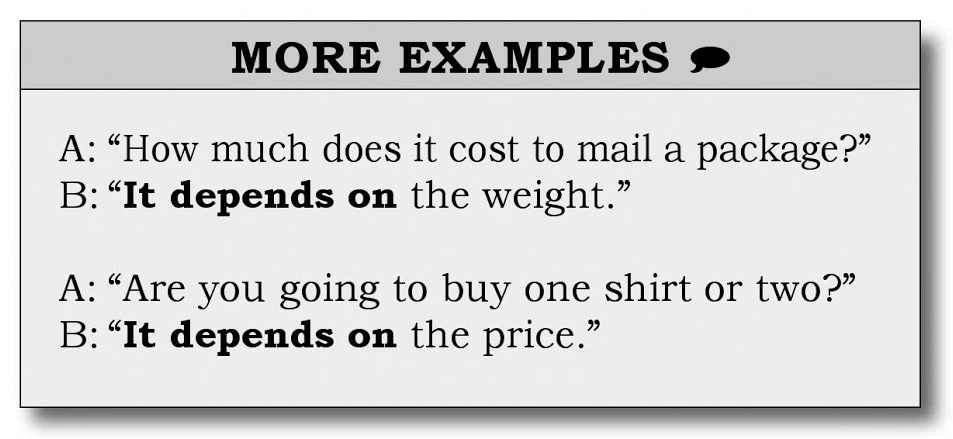 MORE EXAMPLES
A: “How much does it cost to mail a package?”
B: “It depends on the weight.”
A: “Are you going to buy one shirt or two?”
B: “It depends on the price.”